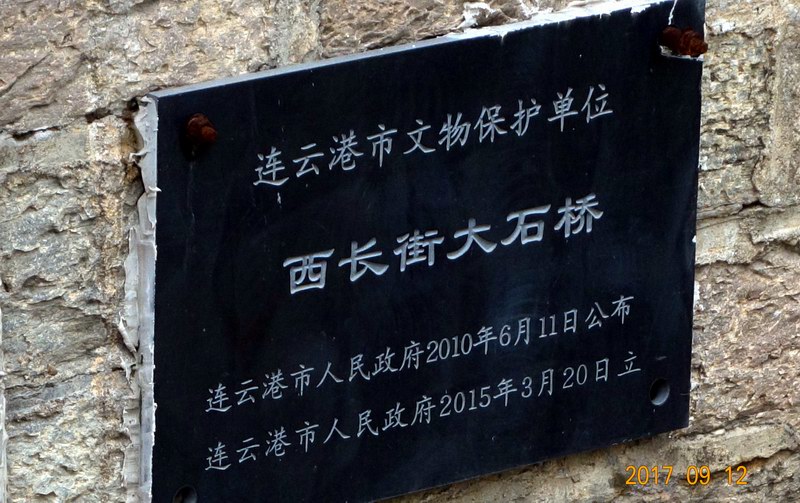 连云港市文物保护单位
西长街大石桥
连云港市人民政府2010年6月11日公布
连云港市人民政府2015年3月20日立
2017 09 12